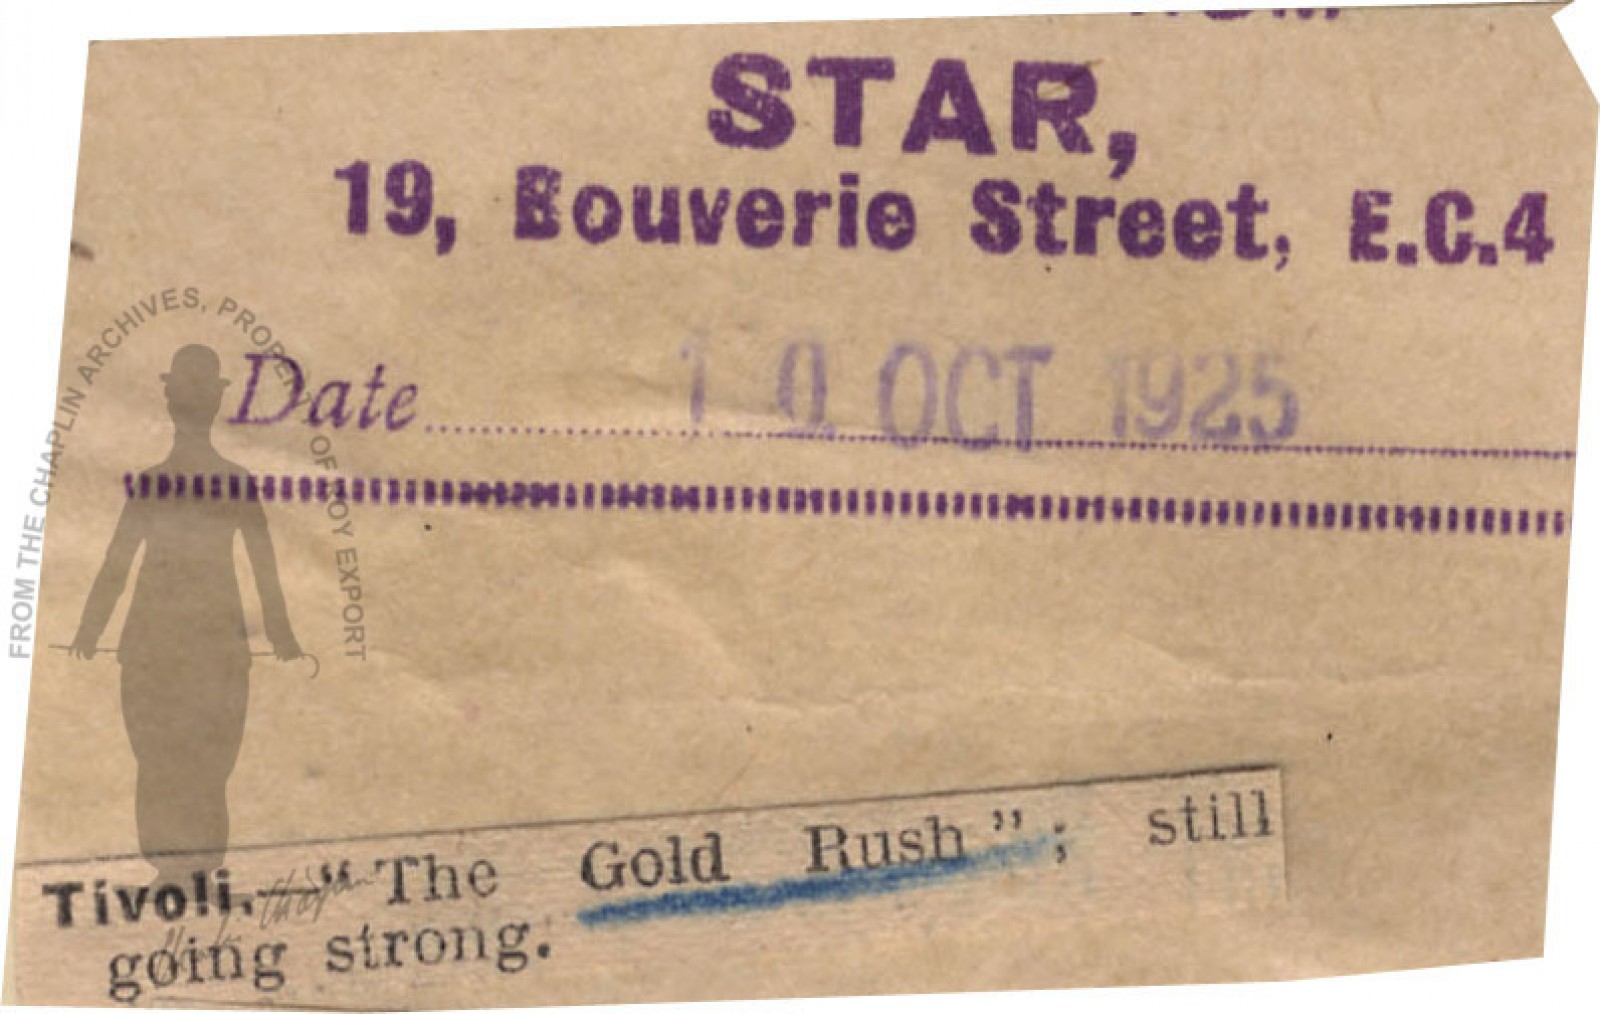 STAR,
19, Bouverie Street, E.C.4
Date 10 OCT 1925
FROM THE CHAPLIN ARCHIVES, PROPERTY OF ROY EXPORT
Tivoli.—"The Gold Rush"; still
going strong.